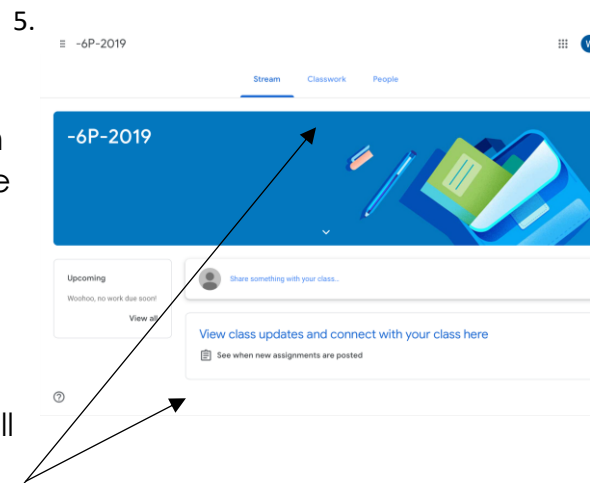 5.
-6P-2019
Stream Classwork People
-6P-2019
Upcoming
Woohoo, no work due soon!
View all
Share something with your class...
View class updates and connect with your class here
See when new assignments are posted